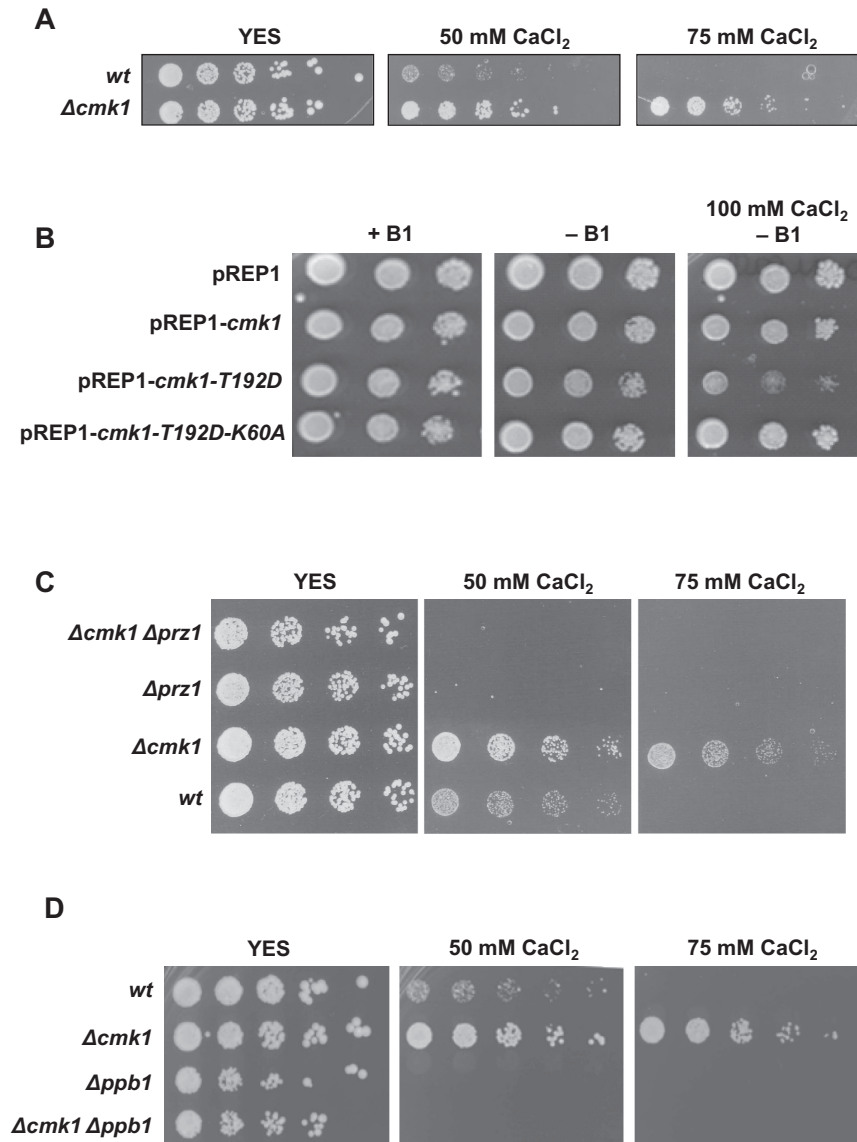 A
YES 50 mM CaCl₂ 75 mM CaCl₂
wt
Δcmk1
B
+ B1 – B1 100 mM CaCl₂ – B1
pREP1
pREP1-cmk1
pREP1-cmk1-T192D
pREP1-cmk1-T192D-K60A
C
YES 50 mM CaCl₂ 75 mM CaCl₂
Δcmk1 Δprz1
Δprz1
Δcmk1
wt
D
YES 50 mM CaCl₂ 75 mM CaCl₂
wt
Δcmk1
Δppb1
Δcmk1 Δppb1